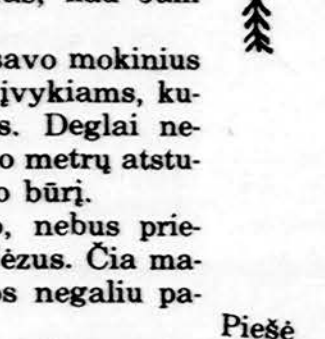 savo mokinius
įvykiams, ku-
s. Deglai ne-
o metrų atstu-
o būrį.
o, nebus prie-
ėzus. Čia ma-
os negaliu pa-
Piešė